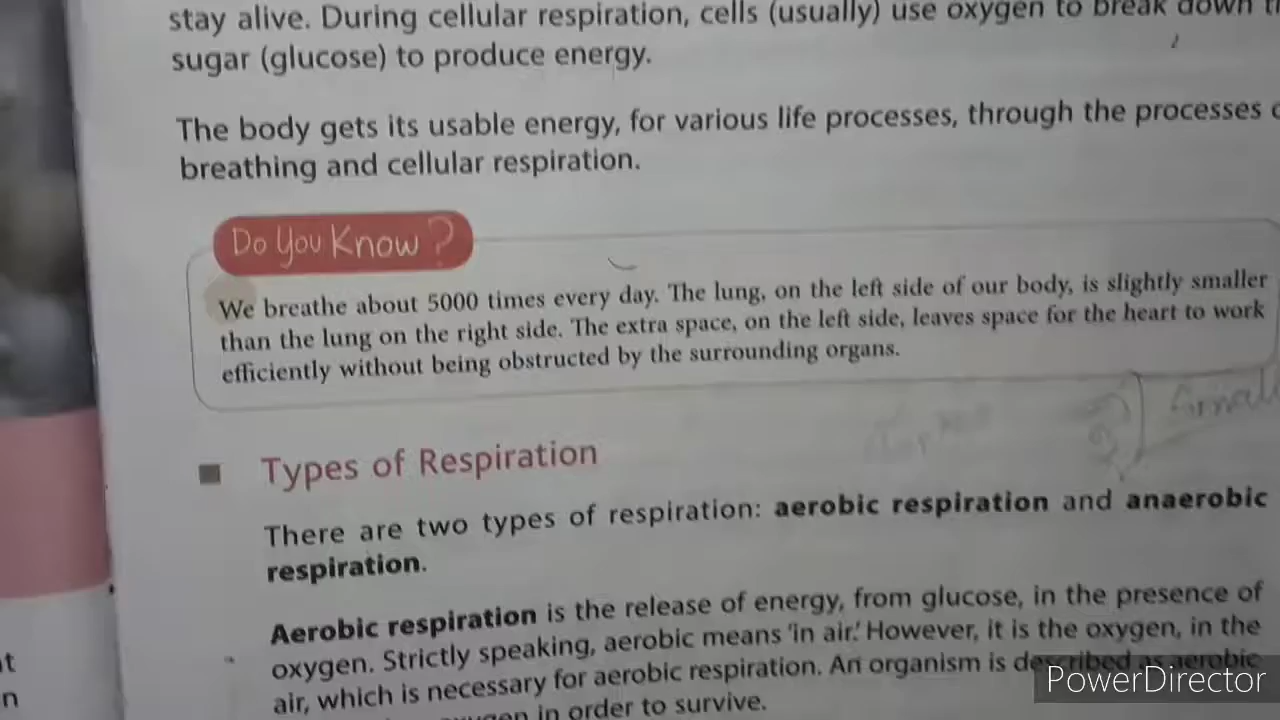 stay alive. During cellular respiration, cells (usually) use oxygen to break down
sugar (glucose) to produce energy.
The body gets its usable energy, for various life processes, through the processes
breathing and cellular respiration.
Do You Know?
We breathe about 5000 times every day. The lung, on the left side of our body, is slightly smaller
than the lung on the right side. The extra space, on the left side, leaves space for the heart to work
efficiently without being obstructed by the surrounding organs.
Types of Respiration
There are two types of respiration: aerobic respiration and anaerobic
respiration.
Aerobic respiration is the release of energy, from glucose, in the presence of
oxygen. Strictly speaking, aerobic means 'in air.' However, it is the oxygen, in the
air, which is necessary for aerobic respiration. An organism is described as aerobic
in order to survive.
PowerDirector